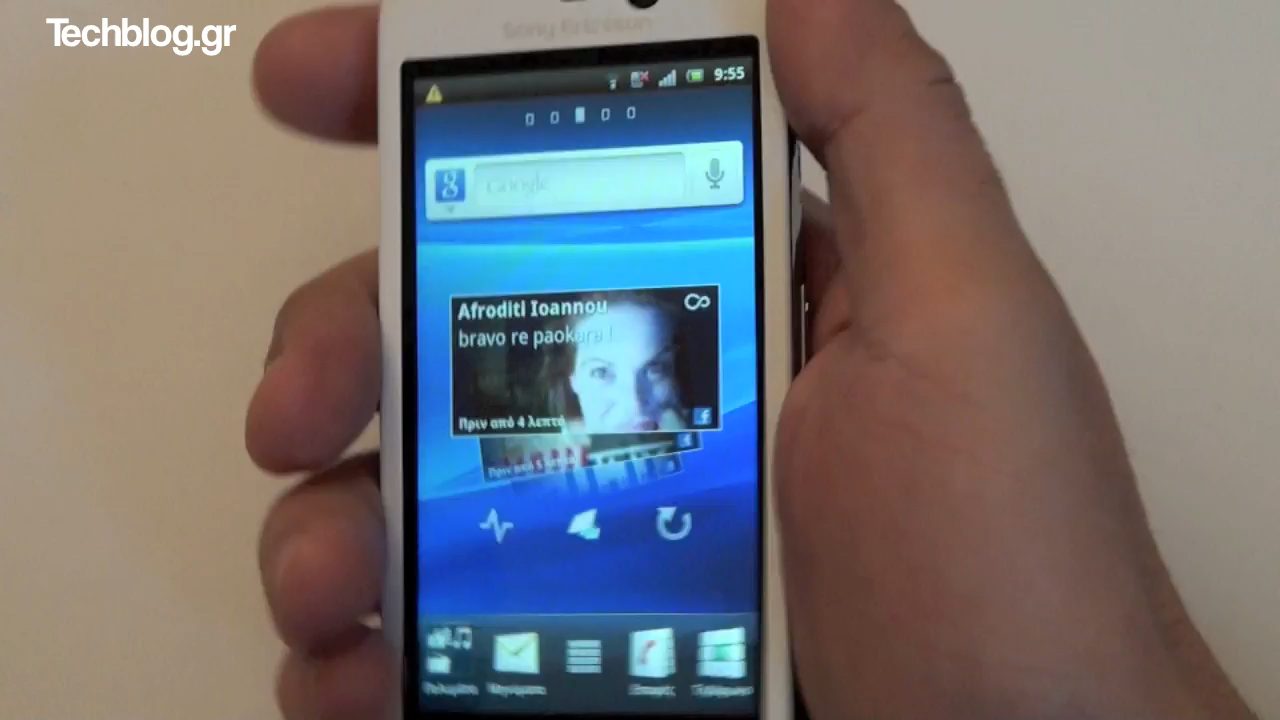 Techblog.gr
Sony Ericsson
9:55
Google
Afroditi Ioannou
bravo re paokara !
Πριν από 4 λεπτά